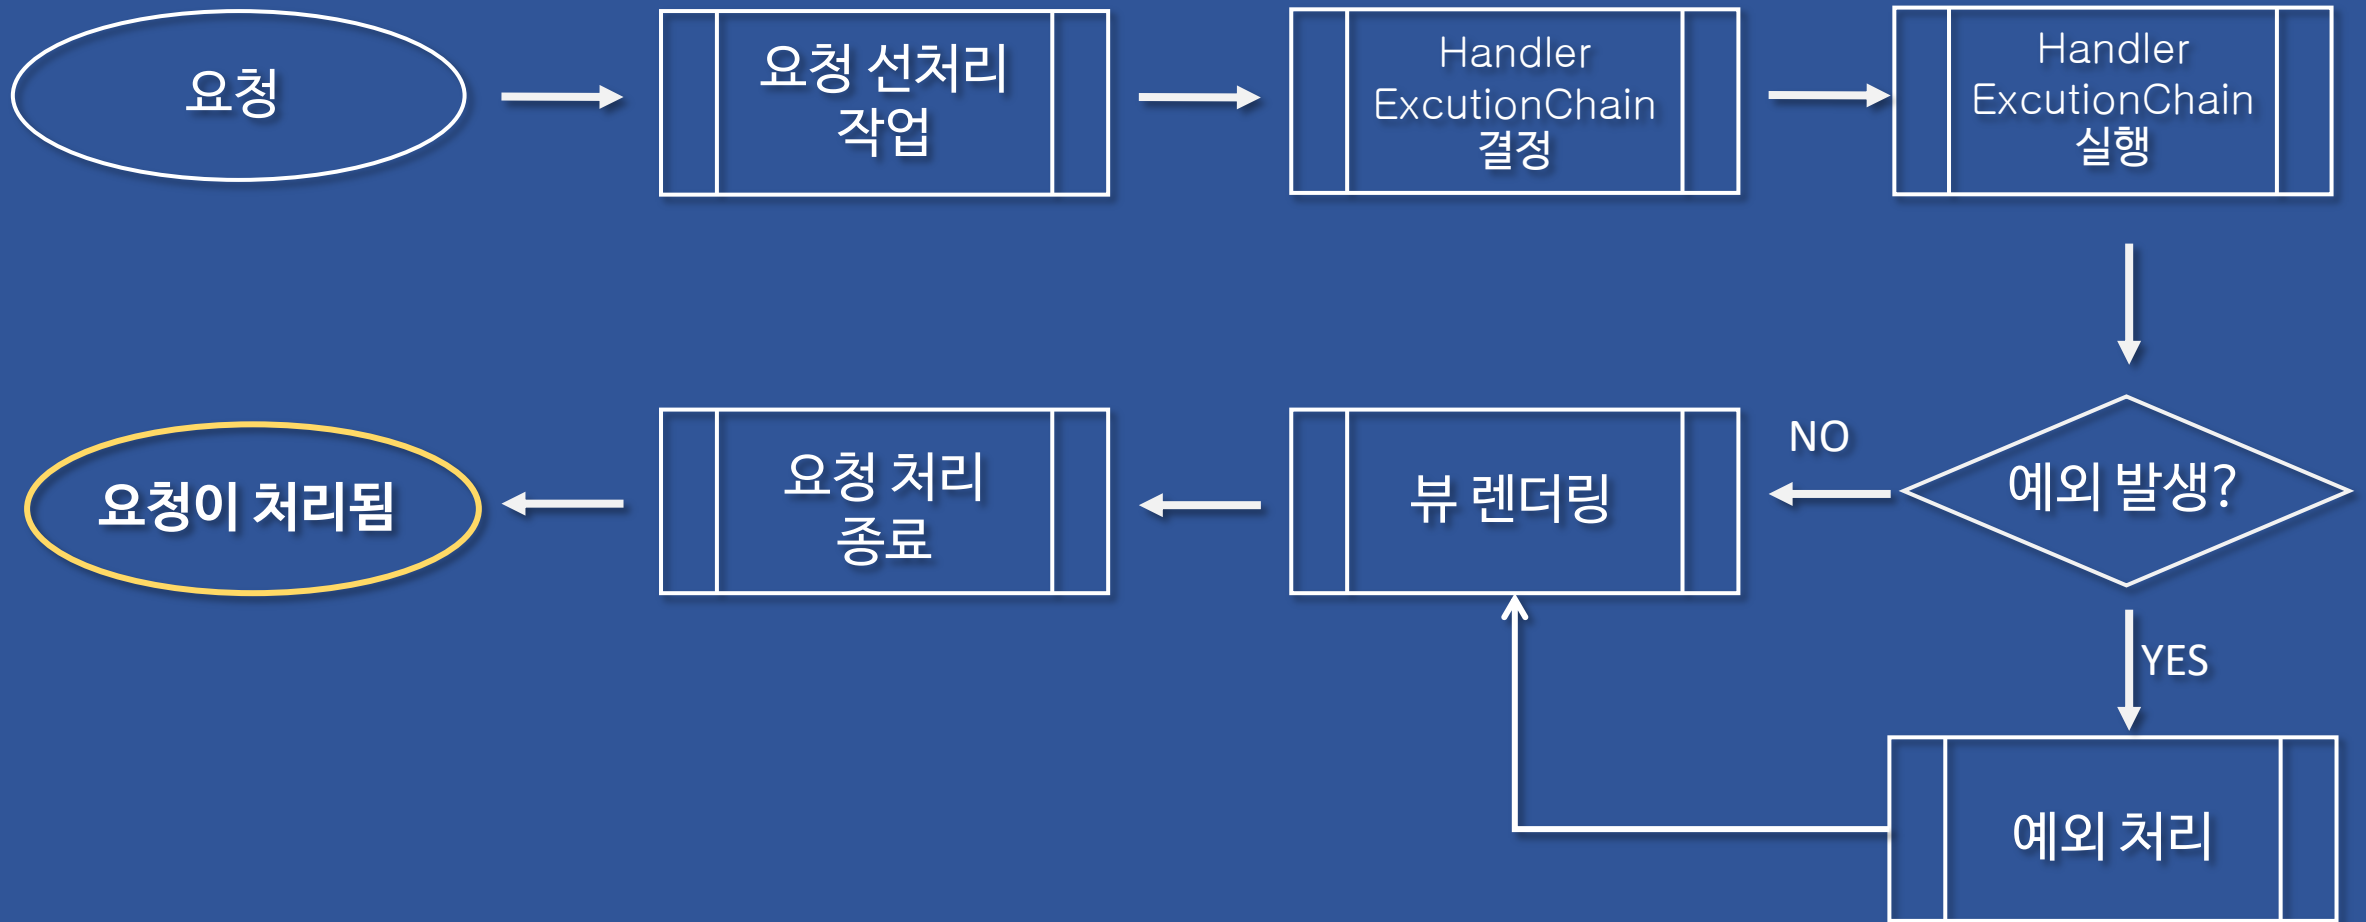 요청
요청 선처리
작업
Handler
ExcutionChain
결정
Handler
ExcutionChain
실행
예외 발생?
NO
YES
뷰 렌더링
요청 처리
종료
요청이 처리됨
예외 처리